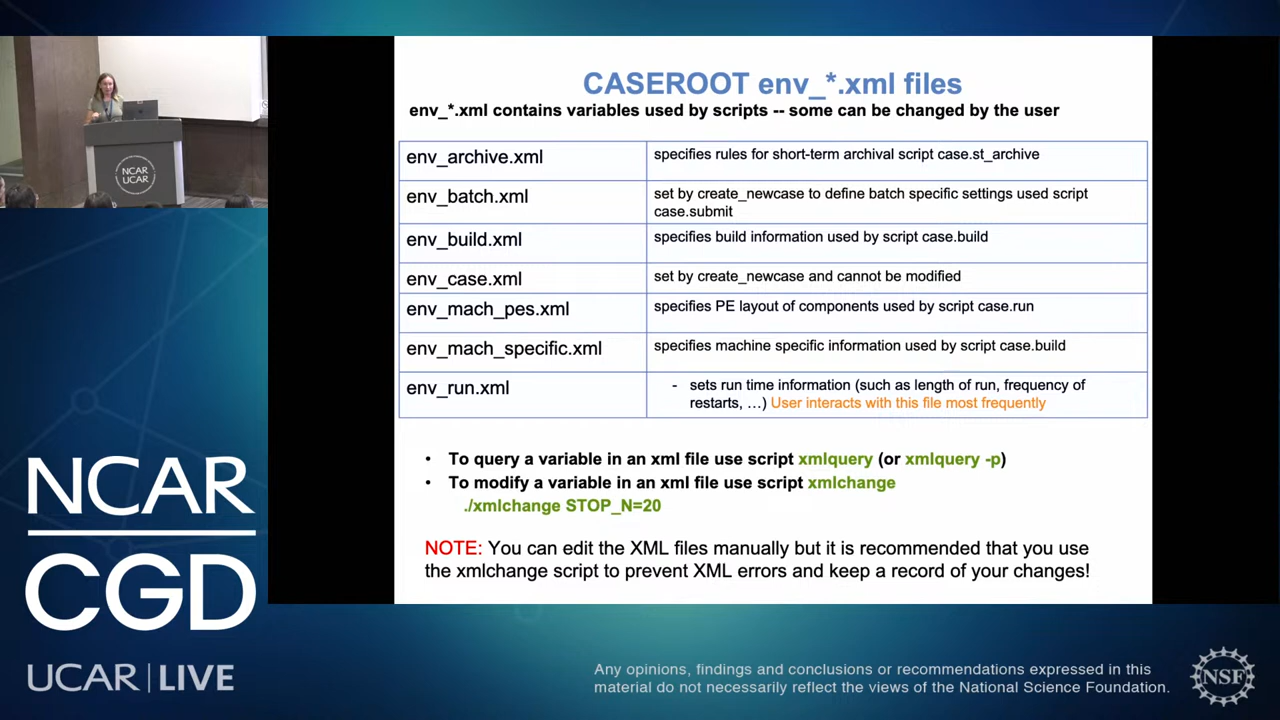 CASEROOT env_*.xml files
env_*.xml contains variables used by scripts -- some can be changed by the user
env_archive.xml
specifies rules for short-term archival script case.st_archive
env_batch.xml
set by create_newcase to define batch specific settings used script
case.submit
env_build.xml
specifies build information used by script case.build
env_case.xml
set by create_newcase and cannot be modified
env_mach_pes.xml
specifies PE layout of components used by script case.run
env_mach_specific.xml
specifies machine specific information used by script case.build
env_run.xml
- sets run time information (such as length of run, frequency of
restarts, …) User interacts with this file most frequently
• To query a variable in an xml file use script xmlquery (or xmlquery -p)
• To modify a variable in an xml file use script xmlchange
./xmlchange STOP_N=20
NOTE: You can edit the XML files manually but it is recommended that you use
the xmlchange script to prevent XML errors and keep a record of your changes!
NCAR
UCAR
NCAR
CGD
UCAR | LIVE
Any opinions, findings and conclusions or recommendations expressed in this
material do not necessarily reflect the views of the National Science Foundation.
NSF